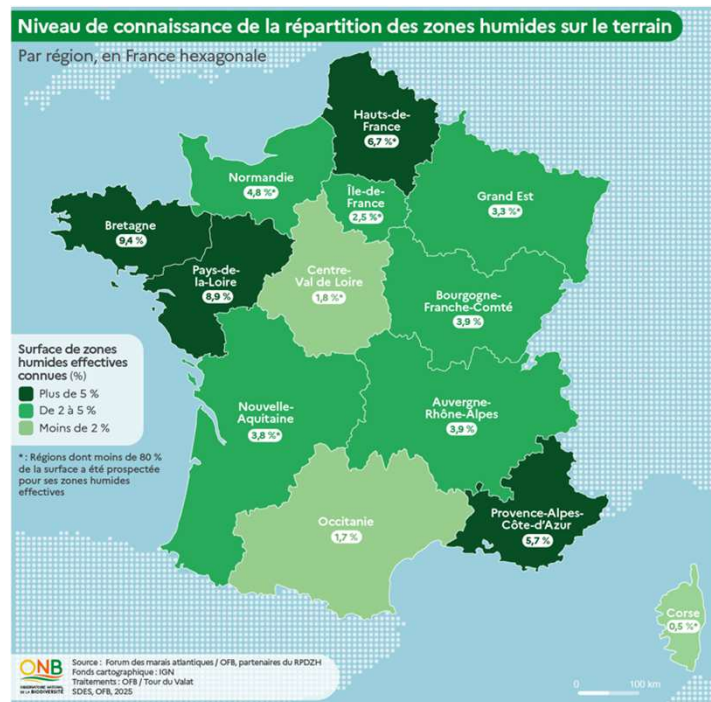 Niveau de connaissance de la répartition des zones humides sur le terrain
Par région, en France hexagonale
Hauts-de-
France
6,7 %*
Normandie
4,8 %*
Île-de-
France
2,5 %*
Grand Est
3,3 %*
Bretagne
9,4 %
Pays-de-
la-Loire
8,9 %
Centre-
Val de Loire
1,8 %*
Bourgogne-
Franche-Comté
3,9 %
Surface de zones
humides effectives
connues (%)
Plus de 5 %
De 2 à 5 %
Moins de 2 %
* : Régions dont moins de 80 %
de la surface a été prospectée
pour ses zones humides
effectives
Nouvelle-
Aquitaine
3,8 %*
Auvergne-
Rhône-Alpes
3,9 %
Occitanie
1,7 %
Provence-Alpes-
Côte-d'Azur
5,7 %
Corse
0,5 %*
ONB
OBSERVATOIRE NATIONAL
DE LA BIODIVERSITÉ
Source : Forum des marais atlantiques / OFB, partenaires du RPDZH
Fonds cartographique : IGN
Traitements : OFB / Tour du Valat
SDES, OFB, 2025
0 100 km